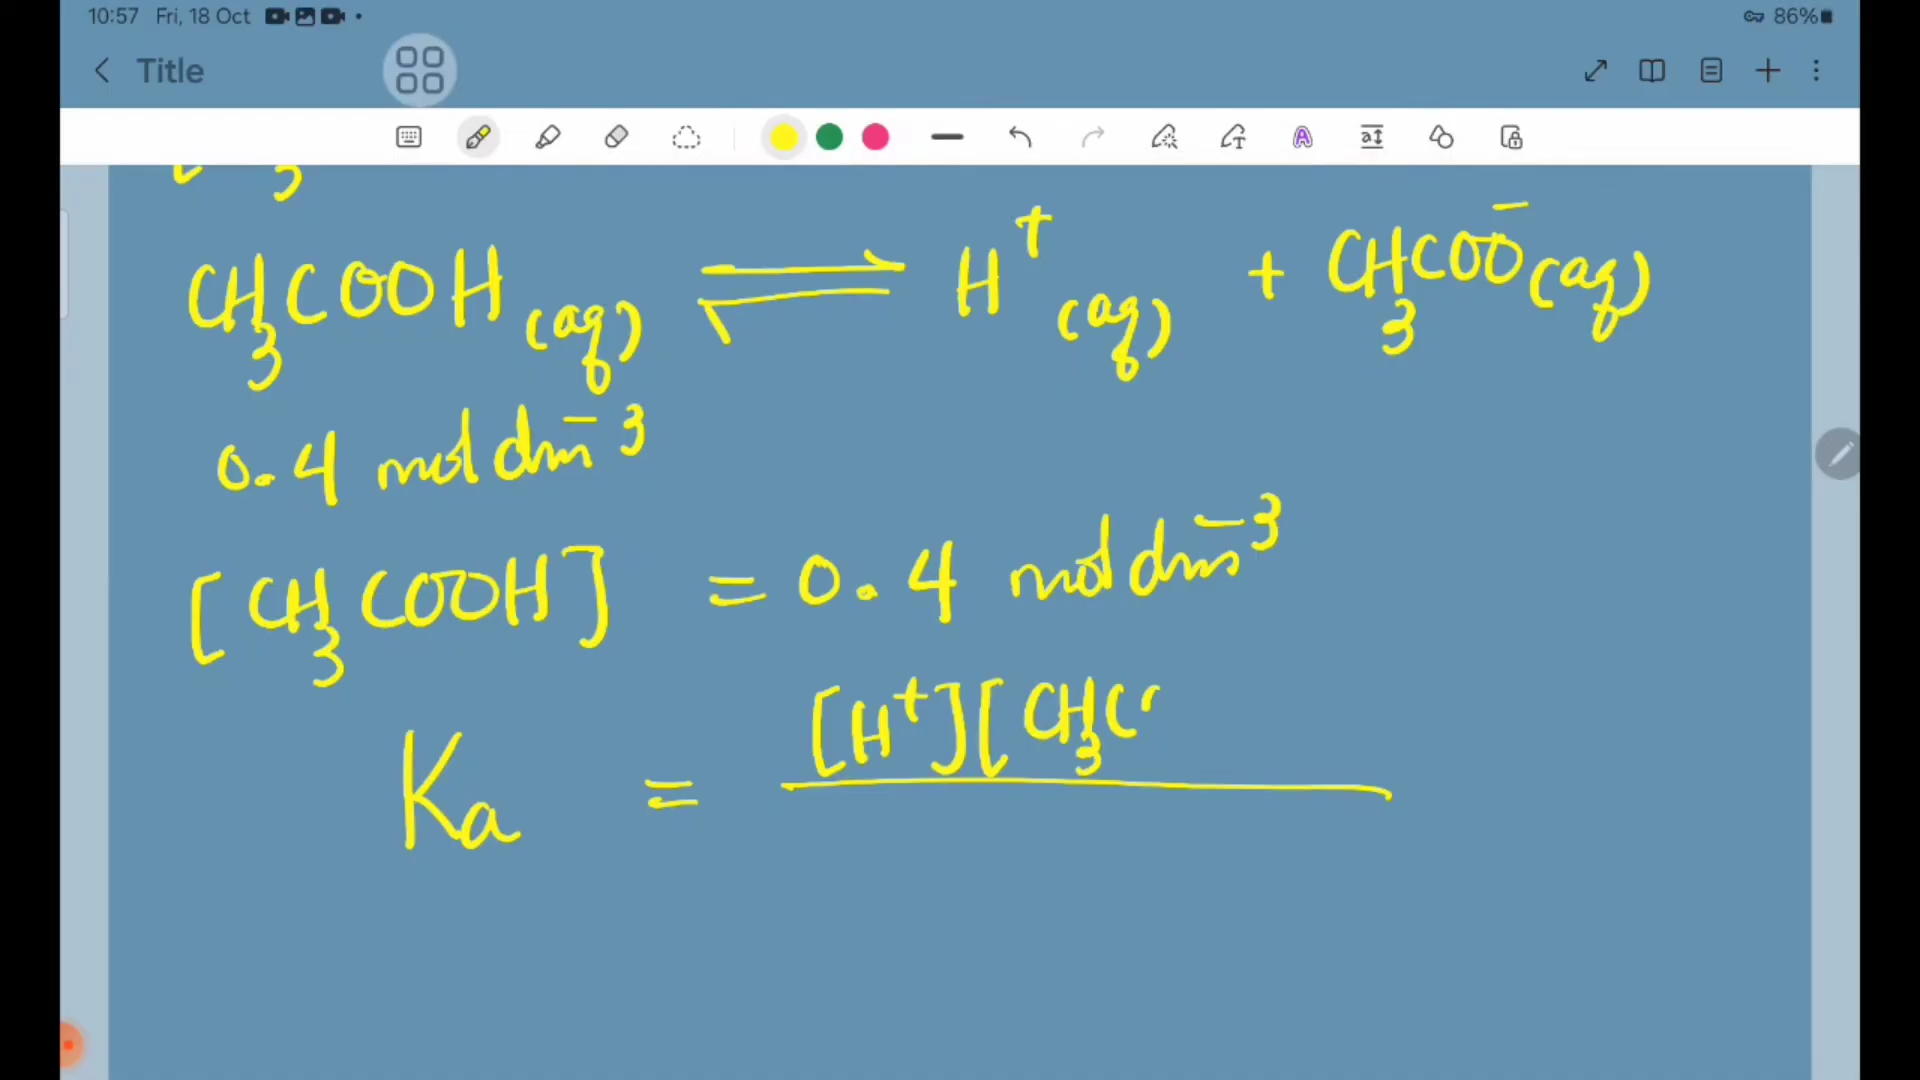 10:57 Fri, 18 Oct 86%
Title
CH₃COOH(aq) ⇌ H⁺(aq) + CH₃COO⁻(aq)
0.4 mol dm⁻³
[CH₃COOH] = 0.4 mol dm⁻³
[H⁺][CH₃C
Ka =